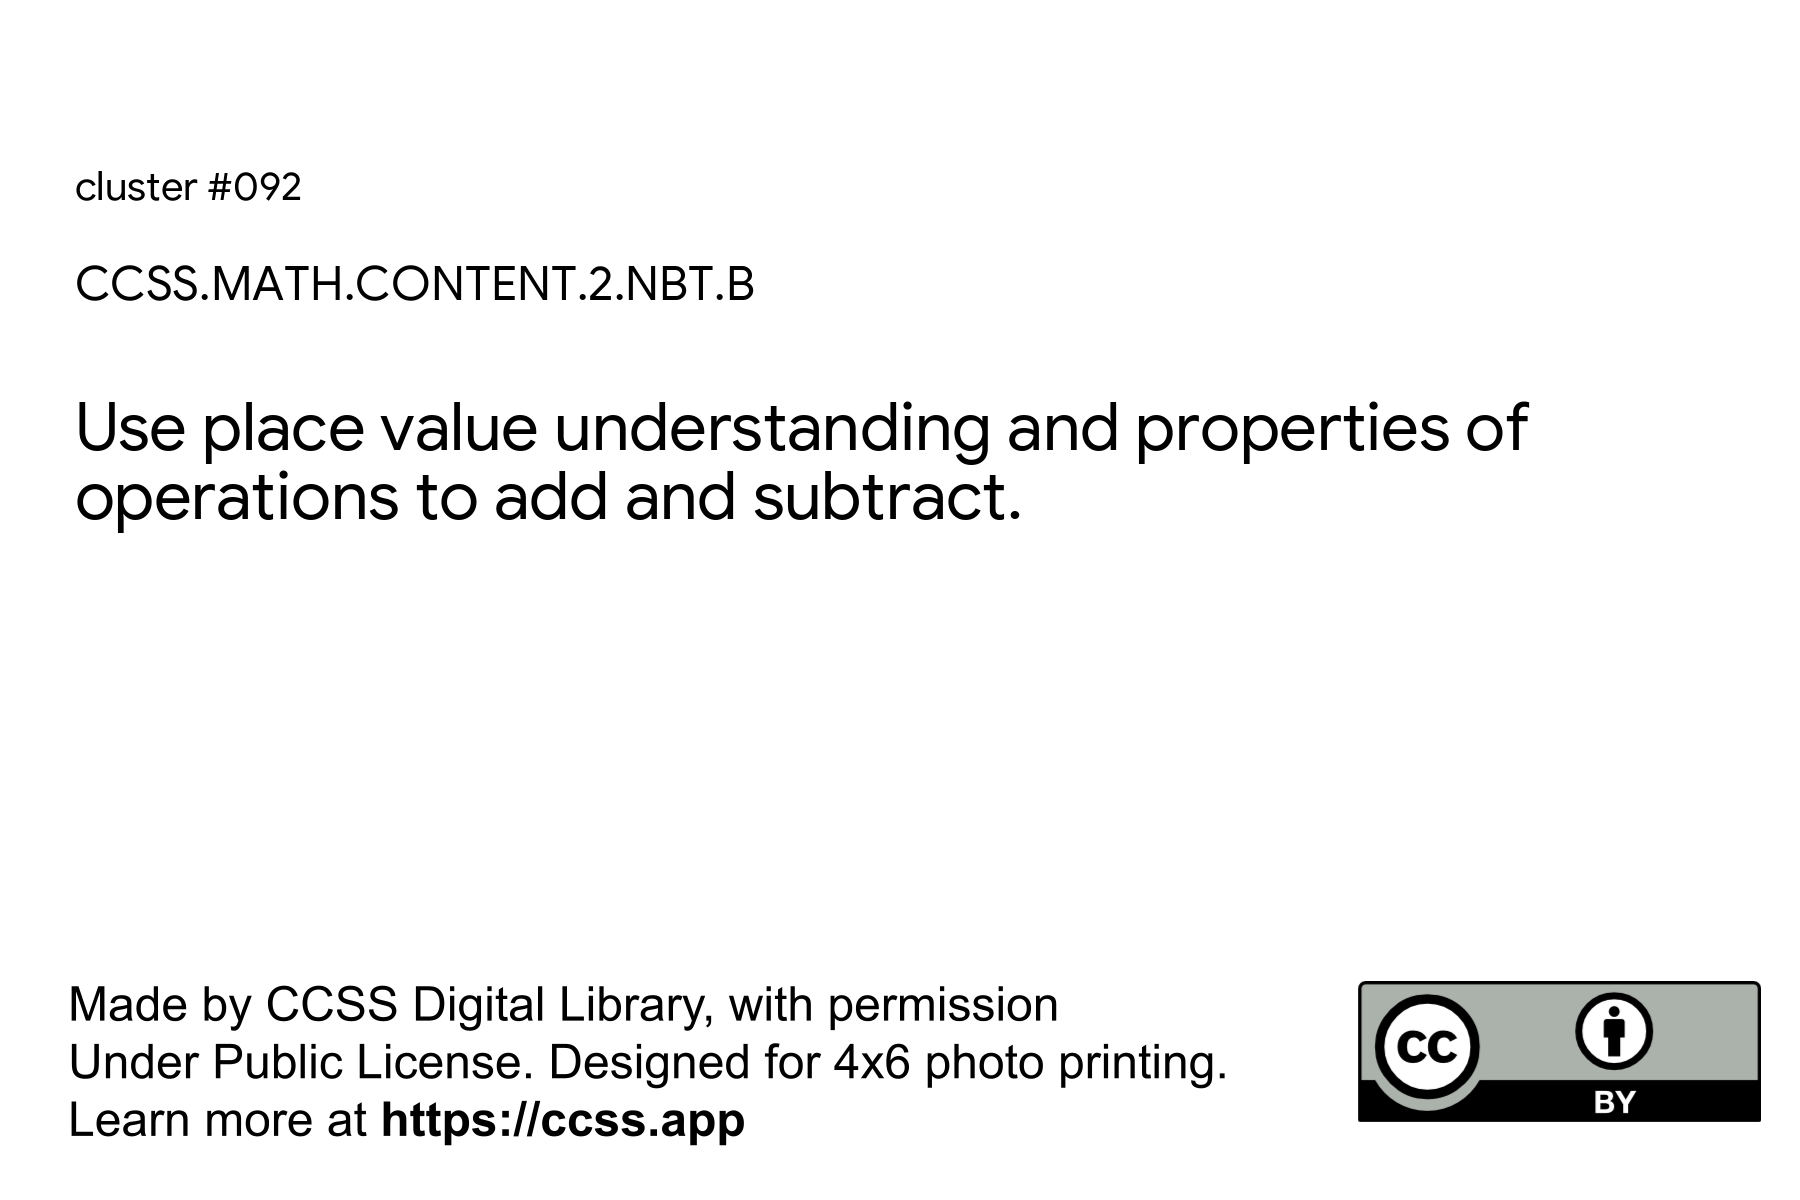 cluster #092
CCSS.MATH.CONTENT.2.NBT.B
Use place value understanding and properties of
operations to add and subtract.
Made by CCSS Digital Library, with permission
Under Public License. Designed for 4x6 photo printing.
Learn more at https://ccss.app
CC
BY